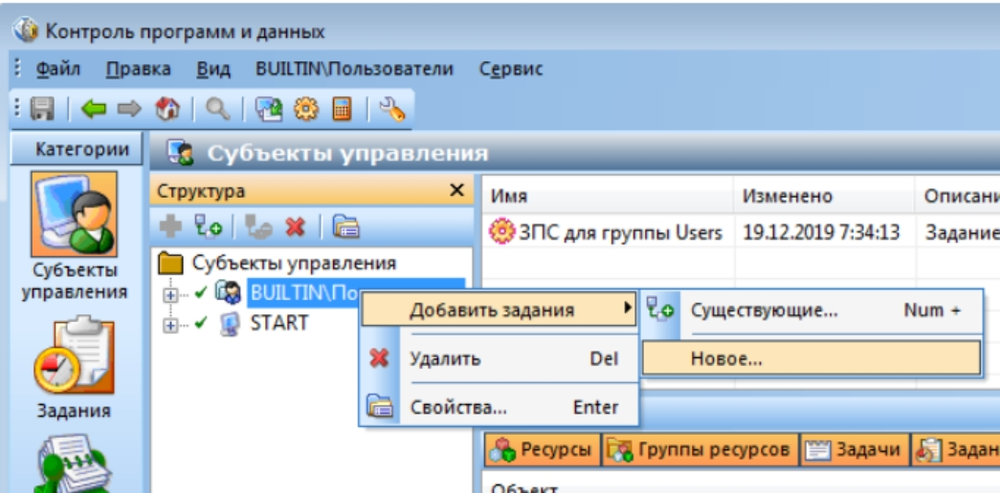 Контроль программ и данных
Файл Правка Вид BUILTIN\Пользователи Сервис
Категории Субъекты управления
Структура
Имя Изменено
ЗПС для группы Users 19.12.2019 7:34:13 Задание
Субъекты управления
BUILTIN\По
START
Добавить задания
Существующие... Num +
Удалить Del
Новое...
Свойства... Enter
Субъекты
управления
Задания
Ресурсы Группы ресурсов Задачи
Объект